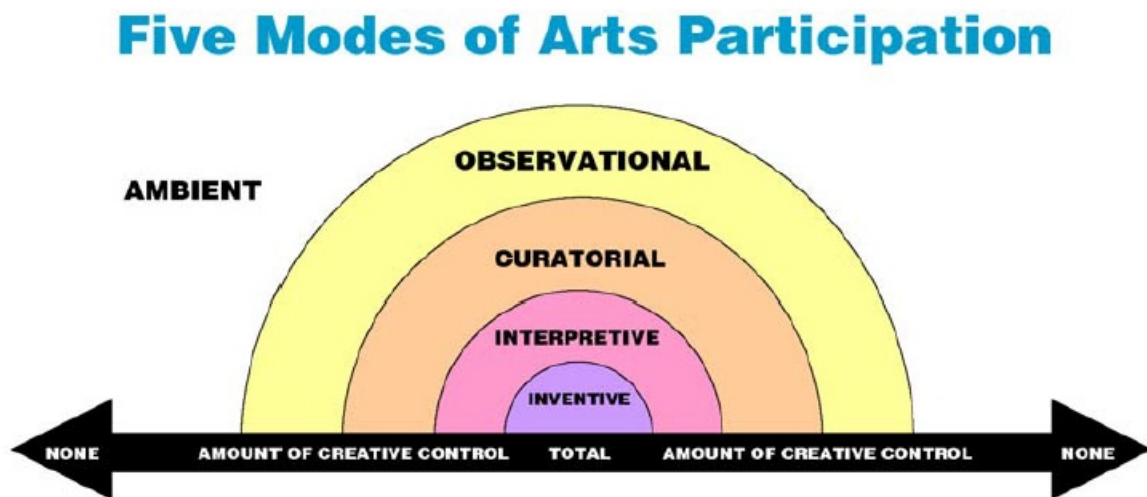 Five Modes of Arts Participation
OBSERVATIONAL
AMBIENT
CURATORIAL
INTERPRETIVE
INVENTIVE
NONE AMOUNT OF CREATIVE CONTROL TOTAL AMOUNT OF CREATIVE CONTROL NONE